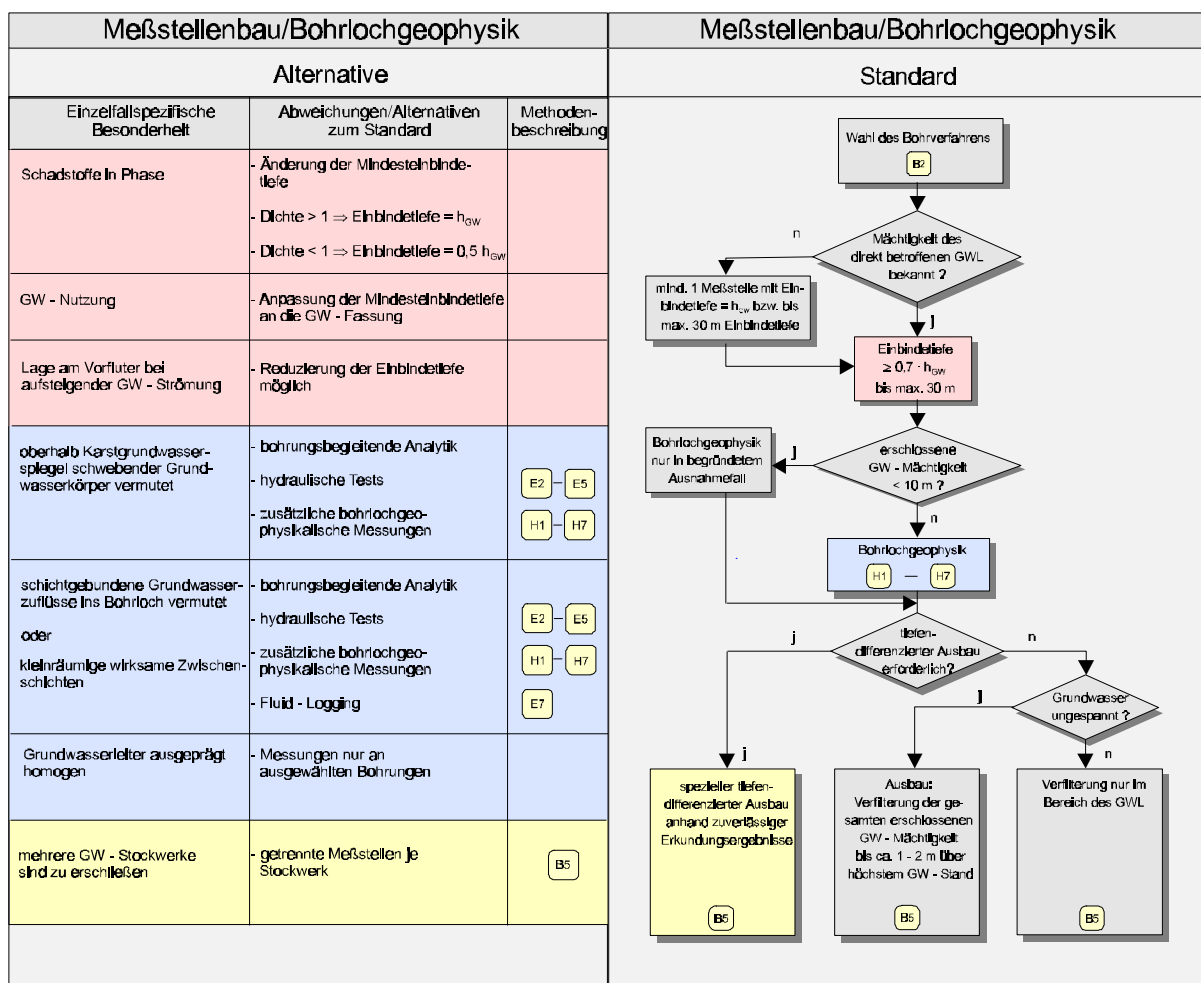 Meßstellenbau/Bohrlochgeophysik
Alternative
Einzelfallspezifische
Besonderheit
Abweichungen/Alternativen
zum Standard
Methoden-
beschreibung
Schadstoffe in Phase
- Änderung der Mindesteinbinde-
tiefe
- Dichte > 1 ⇒ Einbindetiefe = hGW
- Dichte < 1 ⇒ Einbindetiefe = 0,5 hGW
GW - Nutzung
- Anpassung der Mindesteinbindetiefe
an die GW - Fassung
Lage am Vorfluter bei
aufsteigender GW - Strömung
- Reduzierung der Einbindetiefe
möglich
oberhalb Karstgrundwasser-
spiegel schwebender Grund-
wasserkörper vermutet
- bohrungsbegleitende Analytik
- hydraulische Tests
E2 – E5
- zusätzliche bohrlochgeo-
physikalische Messungen
H1 – H7
schichtgebundene Grundwasser-
zuflüsse ins Bohrloch vermutet
oder
kleinräumige wirksame Zwischen-
schichten
- bohrungsbegleitende Analytik
- hydraulische Tests
E2 – E5
- zusätzliche bohrlochgeo-
physikalische Messungen
H1 – H7
- Fluid - Logging
E7
Grundwasserleiter ausgeprägt
homogen
- Messungen nur an
ausgewählten Bohrungen
mehrere GW - Stockwerke
sind zu erschließen
- getrennte Meßstellen je
Stockwerk
B5
Meßstellenbau/Bohrlochgeophysik
Standard
Wahl des Bohrverfahrens
B2
Mächtigkeit des
direkt betroffenen GWL
bekannt ?
n
j
mind. 1 Meßstelle mit Ein-
bindetiefe = hGW bzw. bis
max. 30 m Einbindetiefe
Einbindetiefe
≥ 0,7 · hGW
bis max. 30 m
erschlossene
GW - Mächtigkeit
< 10 m ?
j
n
Bohrlochgeophysik
nur in begründetem
Ausnahmefall
Bohrlochgeophysik
H1 — H7
tiefen-
differenzierter Ausbau
erforderlich?
j
n
Grundwasser
ungespannt ?
j
n
j
spezieller tiefen-
differenzierter Ausbau
anhand zuverlässiger
Erkundungsergebnisse
B5
Ausbau:
Verfilterung der ge-
samten erschlossenen
GW - Mächtigkeit
bis ca. 1 - 2 m über
höchstem GW - Stand
B5
Verfilterung nur im
Bereich des GWL
B5